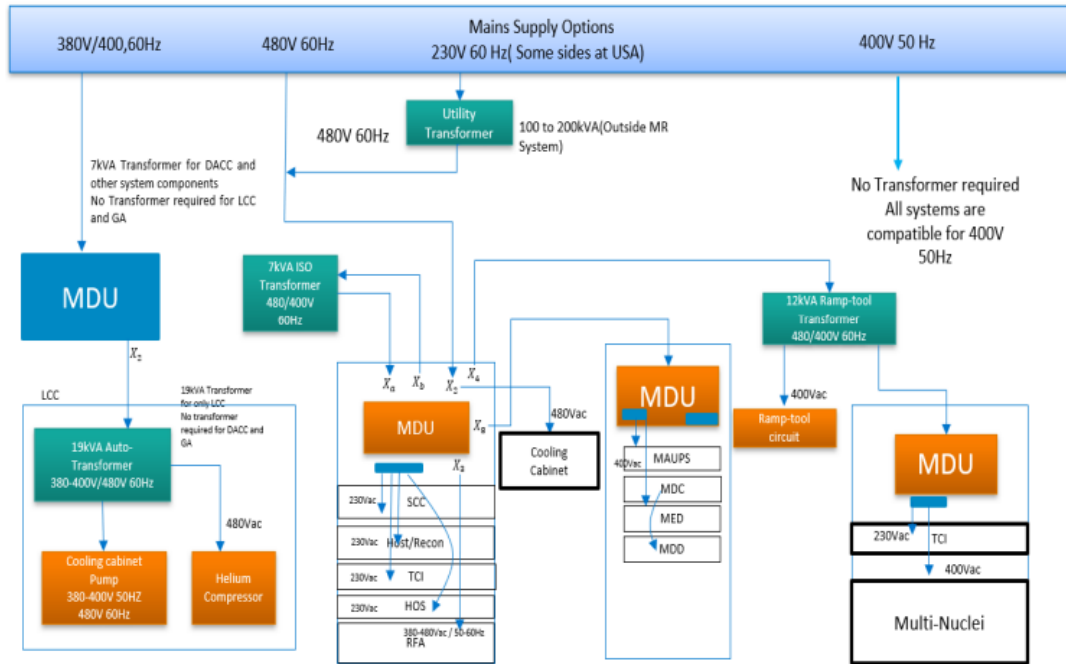 Mains Supply Options
380V/400,60Hz
480V 60Hz
230V 60 Hz( Some sides at USA)
400V 50 Hz
Utility
Transformer
100 to 200kVA(Outside MR
System)
480V 60Hz
7kVA Transformer for DACC and
other system components
No Transformer required for LCC
and GA
No Transformer required
All systems are
compatible for 400V
50Hz
MDU
X₂
7kVA ISO
Transformer
480/400V
60Hz
12kVA Ramp-tool
Transformer
480/400V 60Hz
LCC
19kVA Transformer
for only LCC
No transformer
required for DACC and
GA
19kVA Auto-
Transformer
380-400V/480V 60Hz
480Vac
Cooling cabinet
Pump
380-400V 50HZ
480V 60Hz
Helium
Compressor
Xₐ
X_b
X₂
X₄
MDU
X₈
X₃
230Vac
SCC
230Vac
Host/Recon
230Vac
TCI
230Vac
HOS
380-480Vac / 50-60Hz
RFA
480Vac
Cooling
Cabinet
MDU
400Vac
MAUPS
MDC
MED
MDD
400Vac
Ramp-tool
circuit
MDU
230Vac
TCI
400Vac
Multi-Nuclei